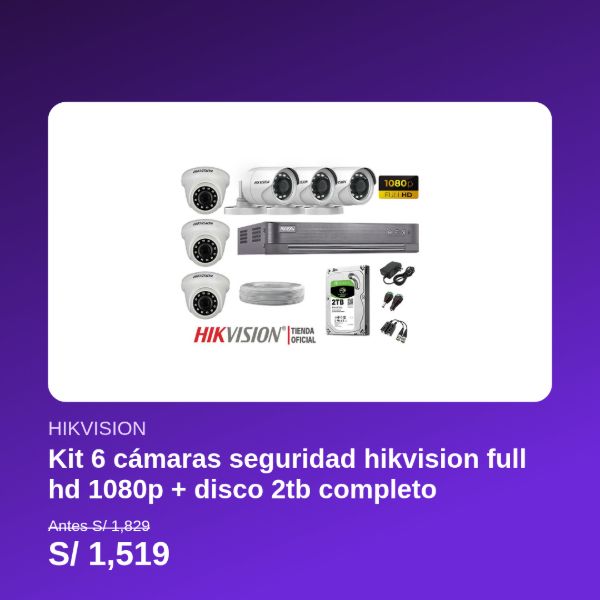 1080p
FULL HD
2TB
HIKVISION® TIENDA
OFICIAL
HIKVISION
Kit 6 cámaras seguridad hikvision full
hd 1080p + disco 2tb completo
Antes S/ 1,829
S/ 1,519